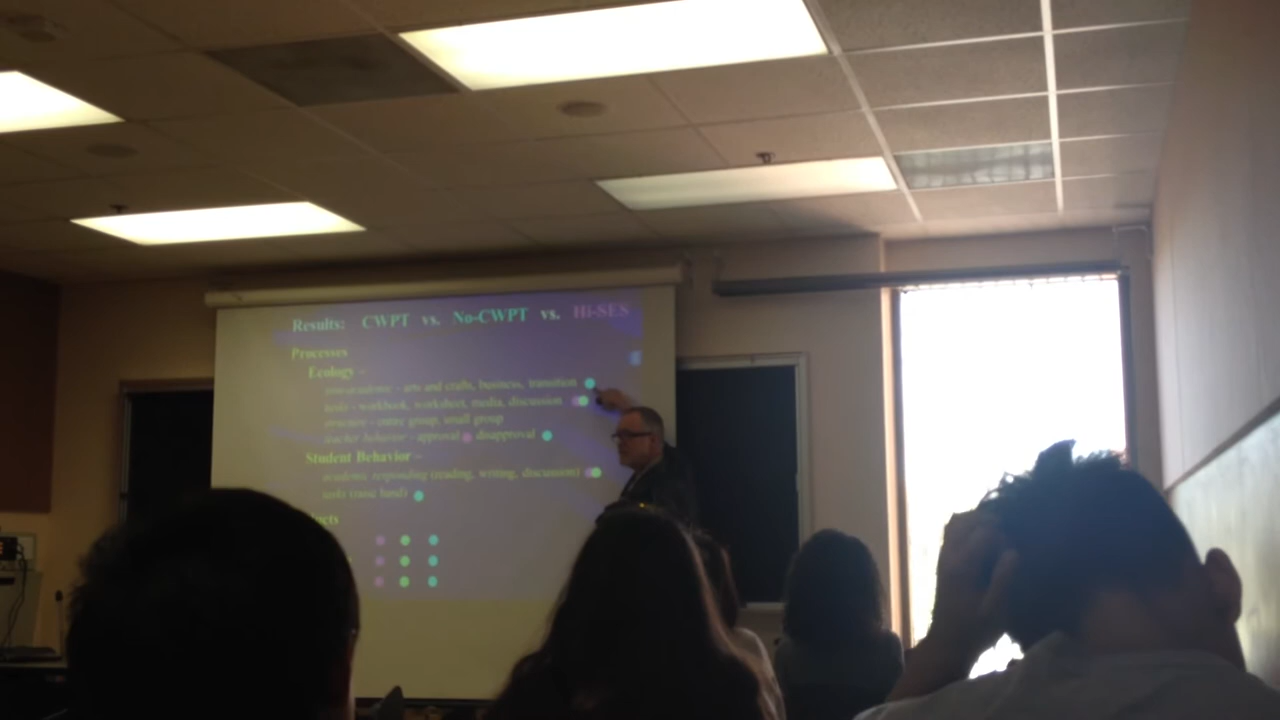 Results: CWPT vs. No-CWPT vs. Hi-SES
Processes
Ecology –
non-academic - arts and crafts, business, transition
tasks - workbook, worksheet, media, discussion
structure - entire group, small group
teacher behavior - approval disapproval
Student Behavior –
academic responding (reading, writing, discussion)
tasks (raise hand)